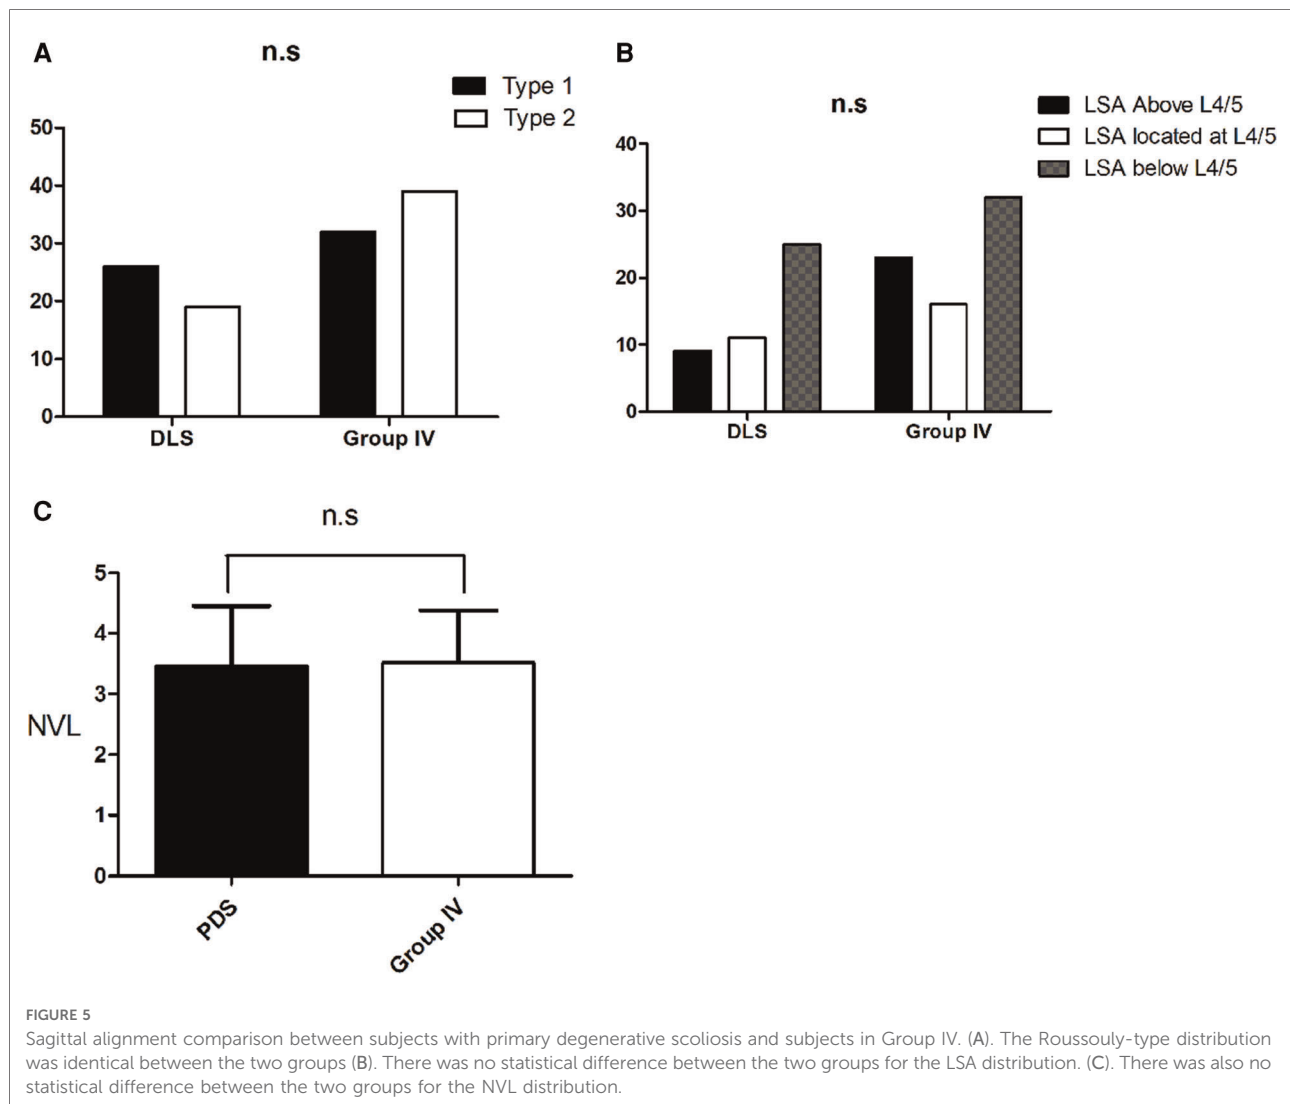 A
n.s
Type 1
Type 2
50
40
30
20
10
0
DLS
Group IV
B
n.s
LSA Above L4/5
LSA located at L4/5
LSA below L4/5
40
30
20
10
0
DLS
Group IV
C
n.s
5
4
3
2
1
0
NVL
PDS
Group IV
FIGURE 5
Sagittal alignment comparison between subjects with primary degenerative scoliosis and subjects in Group IV. (A). The Roussouly-type distribution
was identical between the two groups (B). There was no statistical difference between the two groups for the LSA distribution. (C). There was also no
statistical difference between the two groups for the NVL distribution.